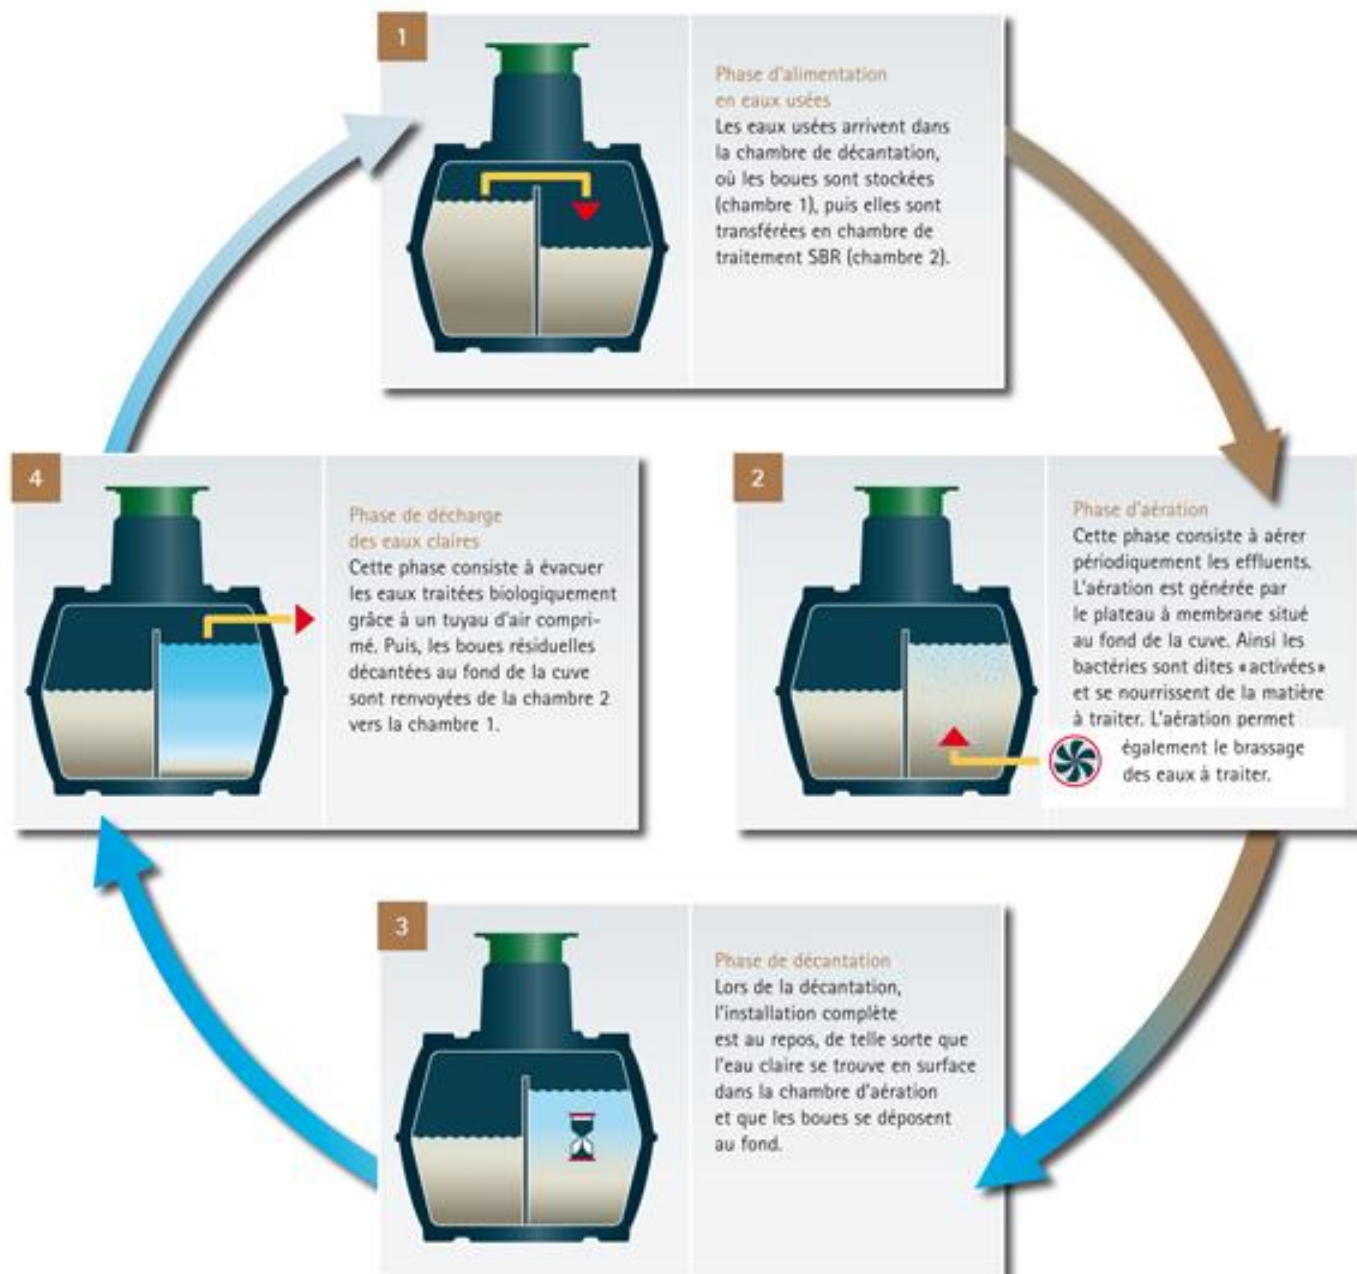 1
Phase d'alimentation
en eaux usées
Les eaux usées arrivent dans
la chambre de décantation,
où les boues sont stockées
(chambre 1), puis elles sont
transférées en chambre de
traitement SBR (chambre 2).
2
Phase d'aération
Cette phase consiste à aérer
périodiquement les effluents.
L'aération est générée par
le plateau à membrane situé
au fond de la cuve. Ainsi les
bactéries sont dites «activées»
et se nourrissent de la matière
à traiter. L'aération permet
également le brassage
des eaux à traiter.
3
Phase de décantation
Lors de la décantation,
l'installation complète
est au repos, de telle sorte que
l'eau claire se trouve en surface
dans la chambre d'aération
et que les boues se déposent
au fond.
4
Phase de décharge
des eaux claires
Cette phase consiste à évacuer
les eaux traitées biologiquement
grâce à un tuyau d'air compri-
mé. Puis, les boues résiduelles
décantées au fond de la cuve
sont renvoyées de la chambre 2
vers la chambre 1.